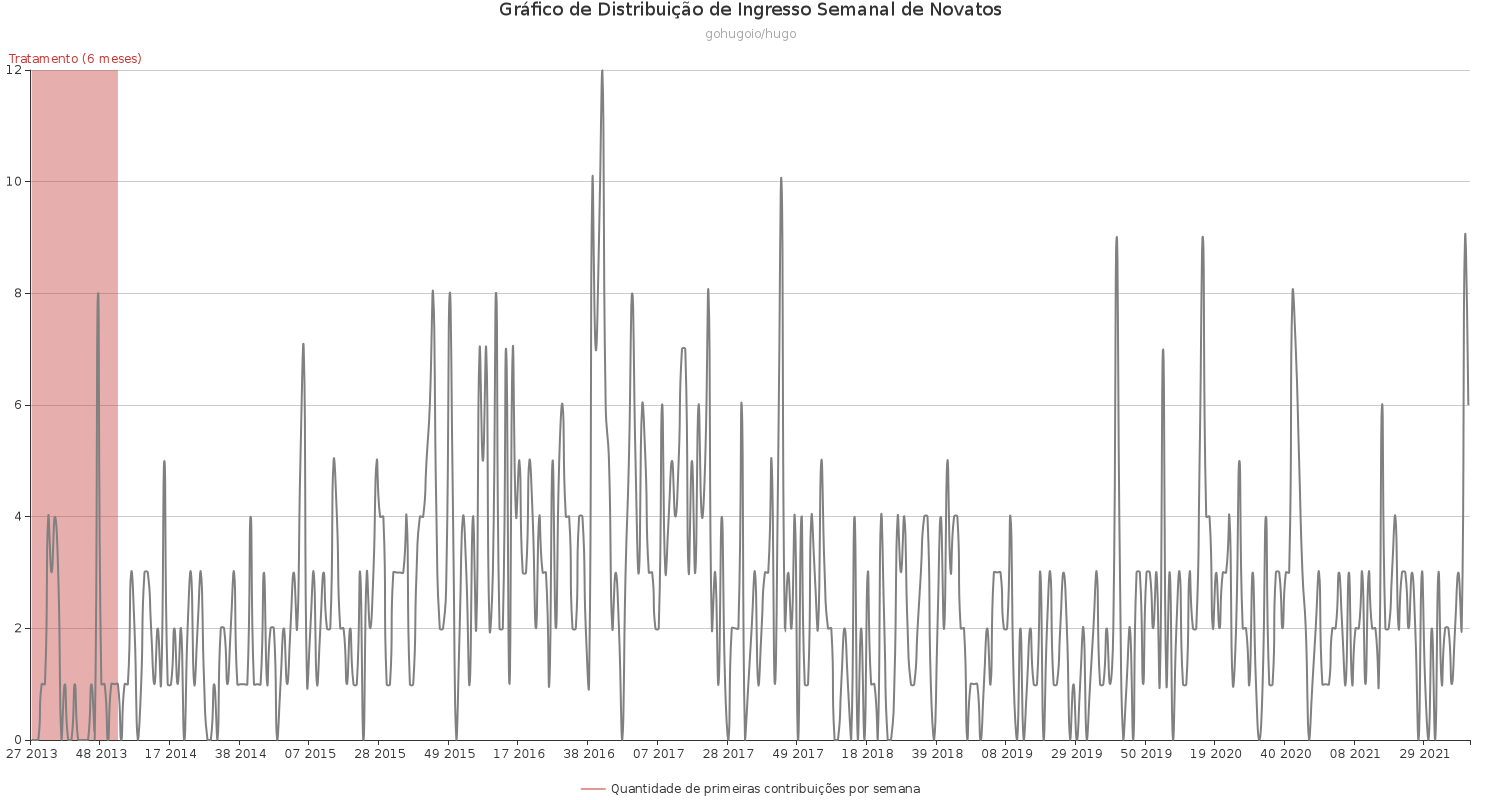 Gráfico de Distribuição de Ingresso Semanal de Novatos
gohugoio/hugo
Tratamento (6 meses)
12
10
8
6
4
2
0
27 2013 48 2013 17 2014 38 2014 07 2015 28 2015 49 2015 17 2016 38 2016 07 2017 28 2017 49 2017 18 2018 39 2018 08 2019 29 2019 50 2019 19 2020 40 2020 08 2021 29 2021
Quantidade de primeiras contribuições por semana